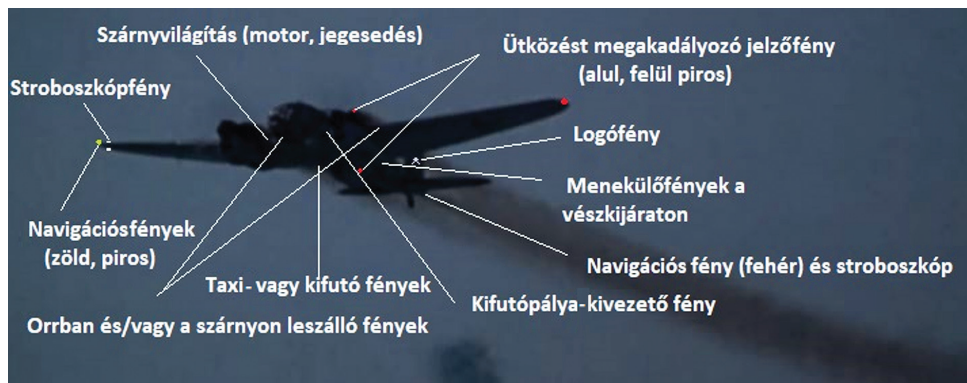 Szárnyvilágítás (motor, jegesedés)
Ütközést megakadályozó jelzőfény
(alul, felül piros)
Stroboszkópfény
Logófény
Menekülőfények a
vészkijáraton
Navigációsfények
(zöld, piros)
Navigációs fény (fehér) és stroboszkóp
Taxi- vagy kifutó fények
Kifutópálya-kivezető fény
Orrban és/vagy a szárnyon leszálló fények